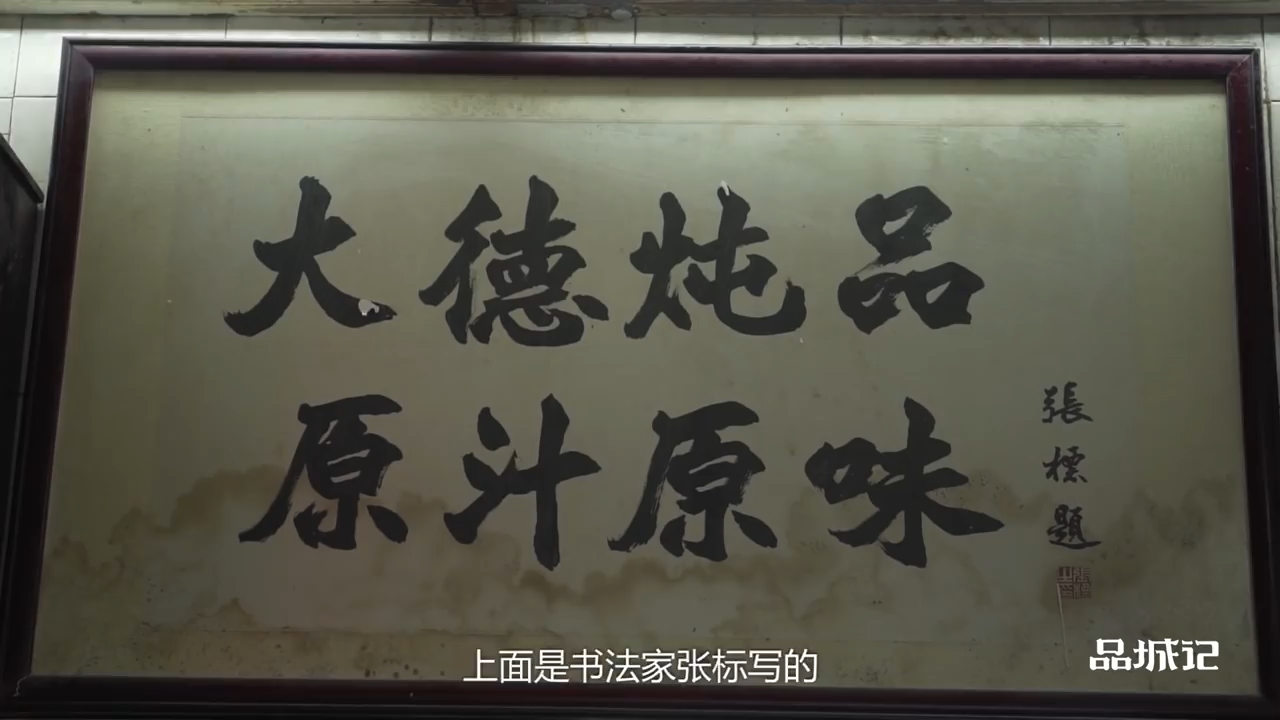 大德炖品
原汁原味
張標題
上面是书法家张标写的
品城记